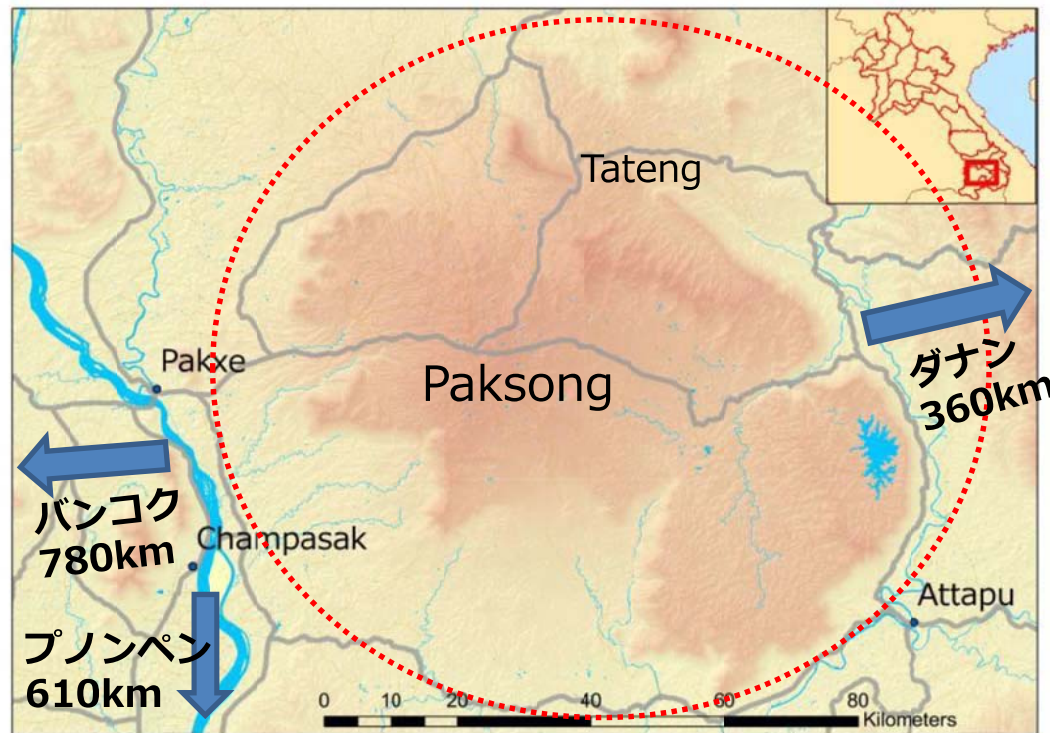 Tateng
Pakxe
Paksong
ダナン
360km
バンコク
780km
Champasak
プノンペン
610km
Attapu
0 10 20 40 60 80
Kilometers